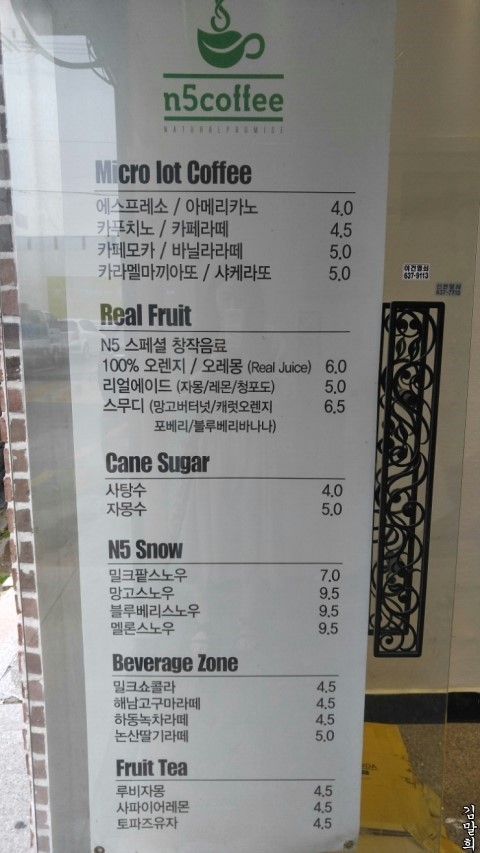 n5coffee
NATURALPROMISE
Micro lot Coffee
에스프레소 / 아메리카노 4.0
카푸치노 / 카페라떼 4.5
카페모카 / 바닐라라떼 5.0
카라멜마끼아또 / 샤케라또 5.0
Real Fruit
N5 스페셜 창작음료
100% 오렌지 / 오레몽 (Real Juice) 6.0
리얼에이드 (자몽/레몬/청포도) 5.0
스무디 (망고버터넛/캐럿오렌지 6.5
포베리/블루베리바나나)
Cane Sugar
사탕수 4.0
자몽수 5.0
N5 Snow
밀크팥스노우 7.0
망고스노우 9.5
블루베리스노우 9.5
멜론스노우 9.5
Beverage Zone
밀크쇼콜라 4.5
해남고구마라떼 4.5
하동녹차라떼 4.5
논산딸기라떼 5.0
Fruit Tea
루비자몽 4.5
사파이어레몬 4.5
토파즈유자 4.5
637-9113